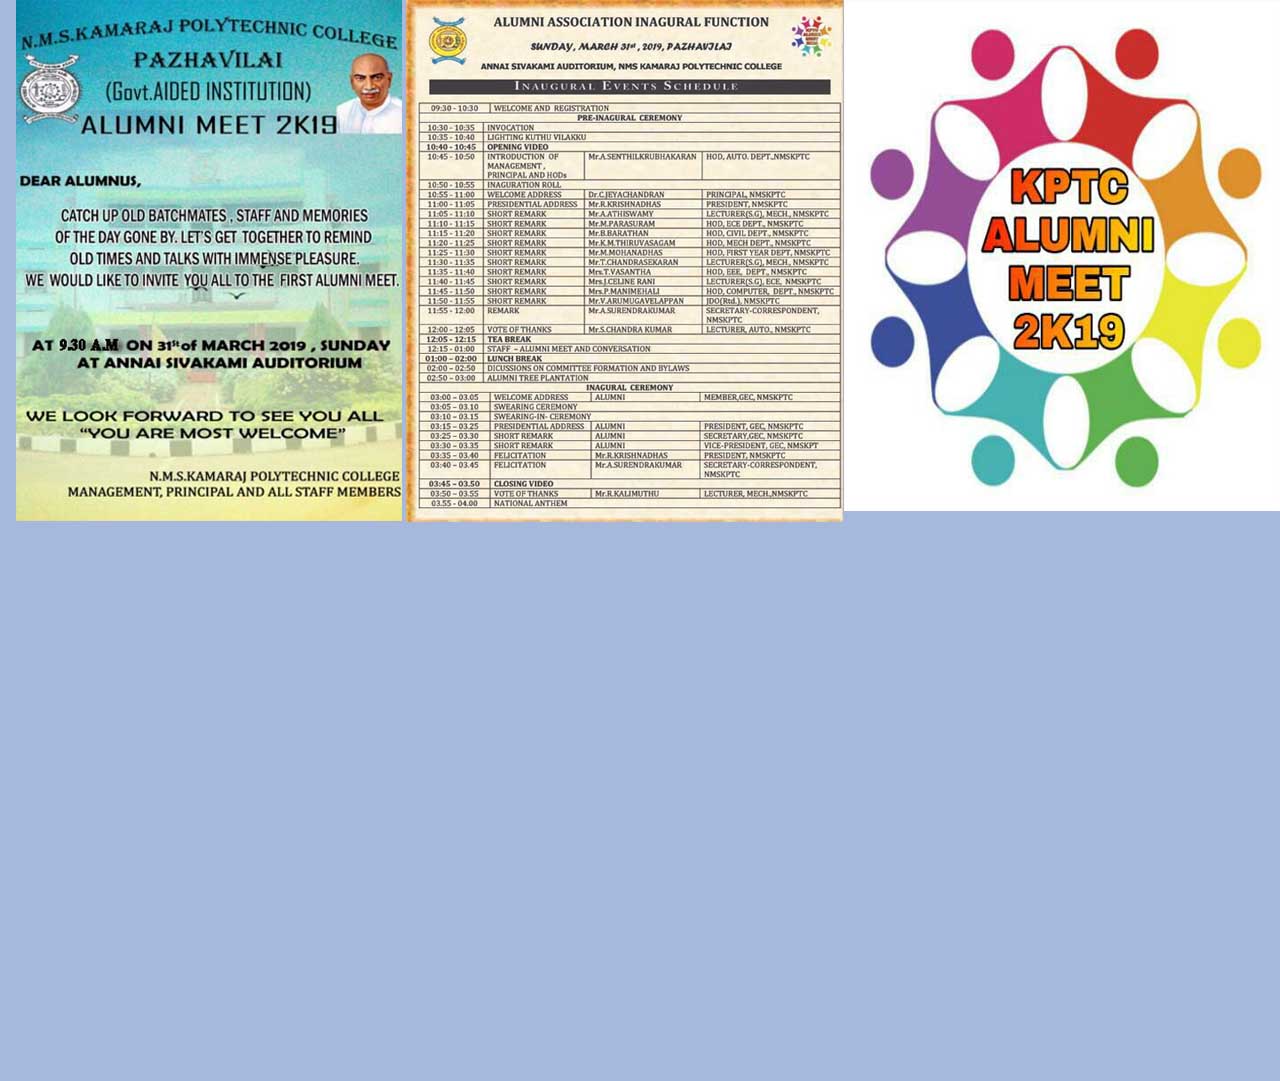 N.M.S.KAMARAJ POLYTECHNIC COLLEGE
PAZHAVILAI
(Govt.AIDED INSTITUTION)
ALUMNI MEET 2K19
DEAR ALUMNUS,
CATCH UP OLD BATCHMATES , STAFF AND MEMORIES
OF THE DAY GONE BY. LET'S GET TOGETHER TO REMIND
OLD TIMES AND TALKS WITH IMMENSE PLEASURE.
WE WOULD LIKE TO INVITE YOU ALL TO THE FIRST ALUMNI MEET.
AT 9.30 A.M ON 31st of MARCH 2019 , SUNDAY
AT ANNAI SIVAKAMI AUDITORIUM
WE LOOK FORWARD TO SEE YOU ALL
"YOU ARE MOST WELCOME"
N.M.S.KAMARAJ POLYTECHNIC COLLEGE
MANAGEMENT, PRINCIPAL AND ALL STAFF MEMBERS
ALUMNI ASSOCIATION INAGURAL FUNCTION
SUNDAY, MARCH 31st , 2019, PAZHAVILAI
ANNAI SIVAKAMI AUDITORIUM, NMS KAMARAJ POLYTECHNIC COLLEGE
INAUGURAL EVENTS SCHEDULE
09:30 - 10:30 WELCOME AND REGISTRATION
PRE-INAGURAL CEREMONY
10:30 - 10:35 INVOCATION
10:35 - 10:40 LIGHTING KUTHU VILAKKU
10:40 - 10:45 OPENING VIDEO
10:45 - 10:50 INTRODUCTION OF Mr.A.SENTHILKRUBHAKARAN HOD, AUTO. DEPT.,NMSKPTC
MANAGEMENT ,
PRINCIPAL AND HODs
10:50 - 10:55 INAGURATION ROLL
10:55 - 11:00 WELCOME ADDRESS Dr.C.JEYACHANDRAN PRINCIPAL, NMSKPTC
11:00 - 11:05 PRESIDENTIAL ADDRESS Mr.R.KRISHNADHAS PRESIDENT, NMSKPTC
11:05 - 11:10 SHORT REMARK Mr.A.ATHISWAMY LECTURER(S.G), MECH., NMSKPTC
11:10 - 11:15 SHORT REMARK Mr.M.PARASURAM HOD, ECE DEPT., NMSKPTC
11:15 - 11:20 SHORT REMARK Mr.B.BARATHAN HOD, CIVIL DEPT., NMSKPTC
11:20 - 11:25 SHORT REMARK Mr.K.M.THIRUVASAGAM HOD, MECH DEPT., NMSKPTC
11:25 - 11:30 SHORT REMARK Mr.M.MOHANADHAS HOD, FIRST YEAR DEPT, NMSKPTC
11:30 - 11:35 SHORT REMARK Mr.T.CHANDRASEKARAN LECTURER(S.G), MECH., NMSKPTC
11:35 - 11:40 SHORT REMARK Mrs.T.VASANTHA HOD, EEE, DEPT., NMSKPTC
11:40 - 11:45 SHORT REMARK Mrs.J.CELINE RANI LECTURER(S.G), ECE, NMSKPTC
11:45 - 11:50 SHORT REMARK Mrs.P.MANIMEHALI HOD, COMPUTER, DEPT., NMSKPTC
11:50 - 11:55 SHORT REMARK Mr.V.ARUMUGAVELAPPAN JDO(Rtd.), NMSKPTC
11:55 - 12:00 REMARK Mr.A.SURENDRAKUMAR SECRETARY-CORRESPONDENT,
NMSKPTC
12:00 - 12:05 VOTE OF THANKS Mr.S.CHANDRA KUMAR LECTURER, AUTO., NMSKPTC
12:05 - 12:15 TEA BREAK
12:15 - 01:00 STAFF – ALUMNI MEET AND CONVERSATION
01:00 – 02:00 LUNCH BREAK
02:00 – 02:50 DICUSSIONS ON COMMITTEE FORMATION AND BYLAWS
02:50 – 03:00 ALUMNI TREE PLANTATION
INAGURAL CEREMONY
03:00 – 03.05 WELCOME ADDRESS ALUMNI MEMBER,GEC, NMSKPTC
03:05 – 03.10 SWEARING CEREMONY
03:10 – 03.15 SWEARING-IN- CEREMONY
03:15 – 03.25 PRESIDENTIAL ADDRESS ALUMNI PRESIDENT, GEC, NMSKPTC
03:25 – 03.30 SHORT REMARK ALUMNI SECRETARY,GEC, NMSKPTC
03:30 – 03.35 SHORT REMARK ALUMNI VICE-PRESIDENT, GEC, NMSKPT
03:35 – 03.40 FELICITATION Mr.R.KRISHNADHAS PRESIDENT, NMSKPTC
03:40 – 03.45 FELICITATION Mr.A.SURENDRAKUMAR SECRETARY-CORRESPONDENT,
NMSKPTC
03:45 – 03.50 CLOSING VIDEO
03:50 – 03.55 VOTE OF THANKS Mr.R.KALIMUTHU LECTURER, MECH.,NMSKPTC
03.55 - 04.00 NATIONAL ANTHEM
KPTC
ALUMNI
MEET
2K19